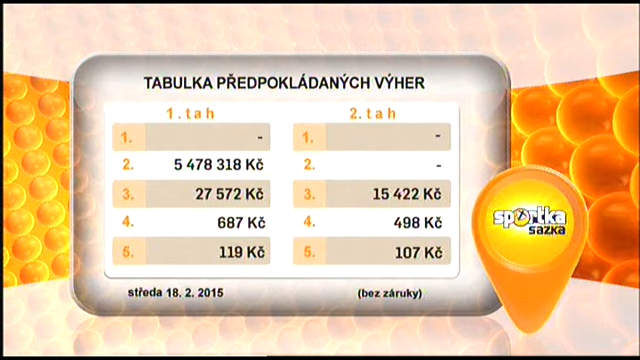 TABULKA PŘEDPOKLÁDANÝCH VÝHER
1. tah 2. tah
1. - 1. -
2. 5 478 318 Kč 2. -
3. 27 572 Kč 3. 15 422 Kč
4. 687 Kč 4. 498 Kč
5. 119 Kč 5. 107 Kč
sportka
sazka
středa 18. 2. 2015 (bez záruky)